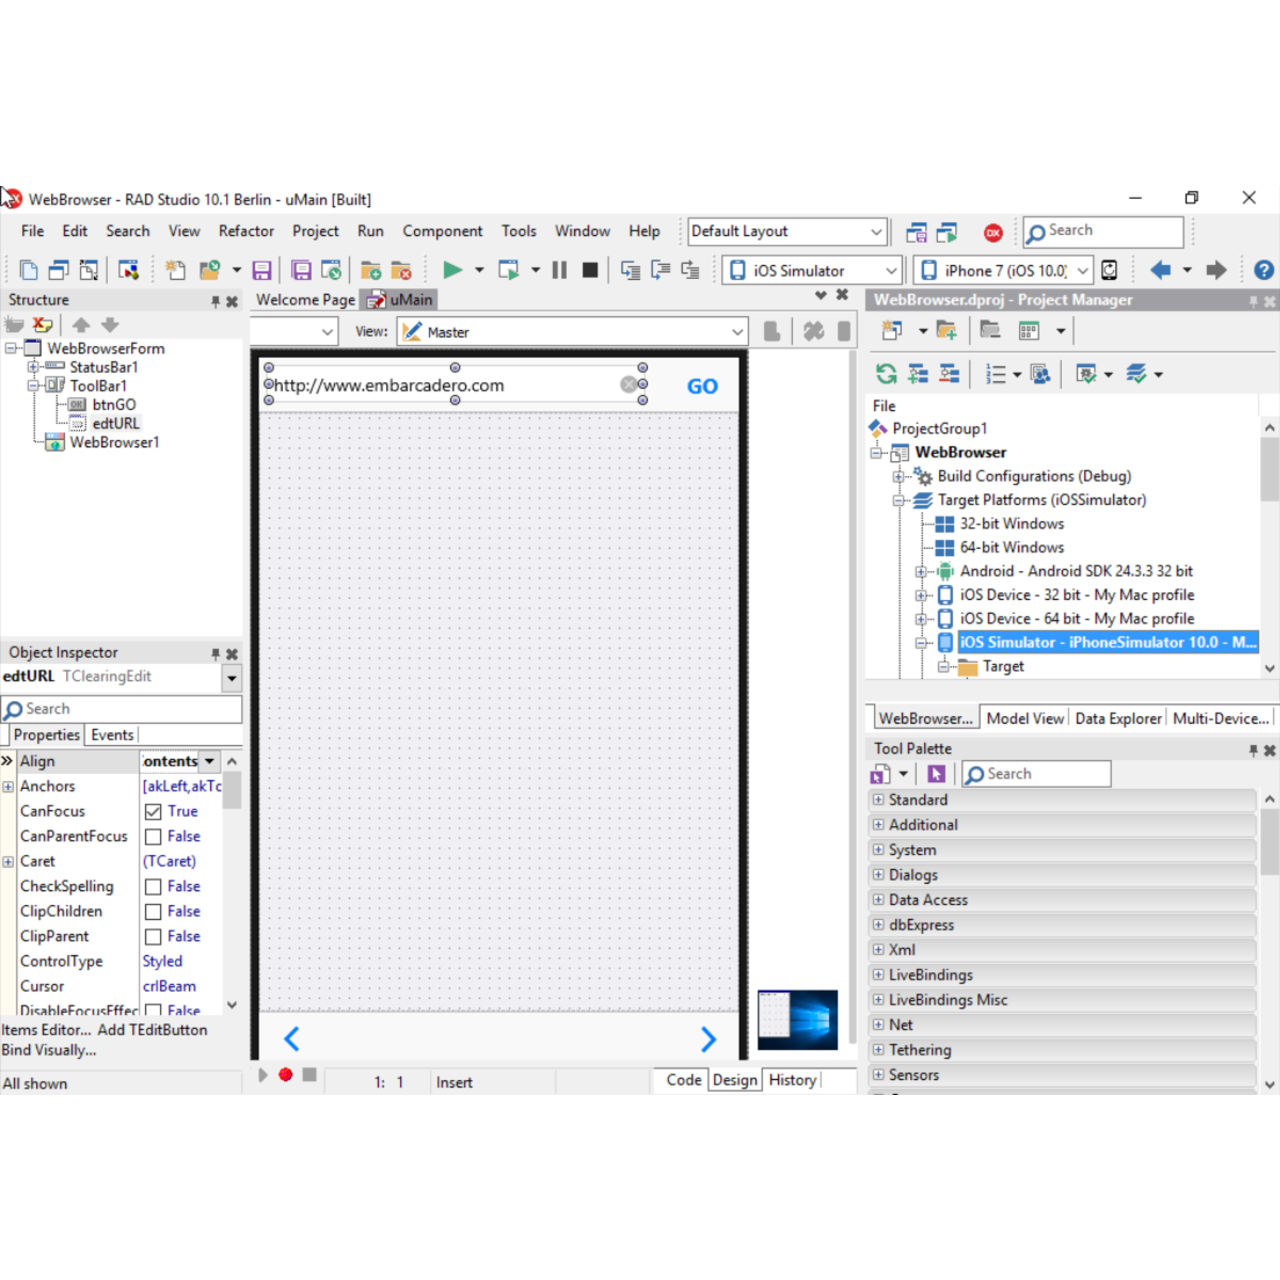 WebBrowser - RAD Studio 10.1 Berlin - uMain [Built]
File Edit Search View Refactor Project Run Component Tools Window Help
Default Layout
DX
Search
iOS Simulator
iPhone 7 (iOS 10.0)
?
Structure
WebBrowserForm
StatusBar1
ToolBar1
OK btnGO
edtURL
WebBrowser1
Object Inspector
edtURL TClearingEdit
Search
Properties Events
Align ontents
Anchors [akLeft,akTc
CanFocus True
CanParentFocus False
Caret (TCaret)
CheckSpelling False
ClipChildren False
ClipParent False
ControlType Styled
Cursor crIBeam
DisableFocusEffec False
Items Editor... Add TEditButton
Bind Visually...
All shown
Welcome Page uMain
View: Master
http://www.embarcadero.com
GO
1: 1 Insert
Code Design History
WebBrowser.dproj - Project Manager
File
ProjectGroup1
WebBrowser
Build Configurations (Debug)
Target Platforms (iOSSimulator)
32-bit Windows
64-bit Windows
Android - Android SDK 24.3.3 32 bit
iOS Device - 32 bit - My Mac profile
iOS Device - 64 bit - My Mac profile
iOS Simulator - iPhoneSimulator 10.0 - M...
Target
WebBrowser... Model View Data Explorer Multi-Device...
Tool Palette
Search
Standard
Additional
System
Dialogs
Data Access
dbExpress
Xml
LiveBindings
LiveBindings Misc
Net
Tethering
Sensors